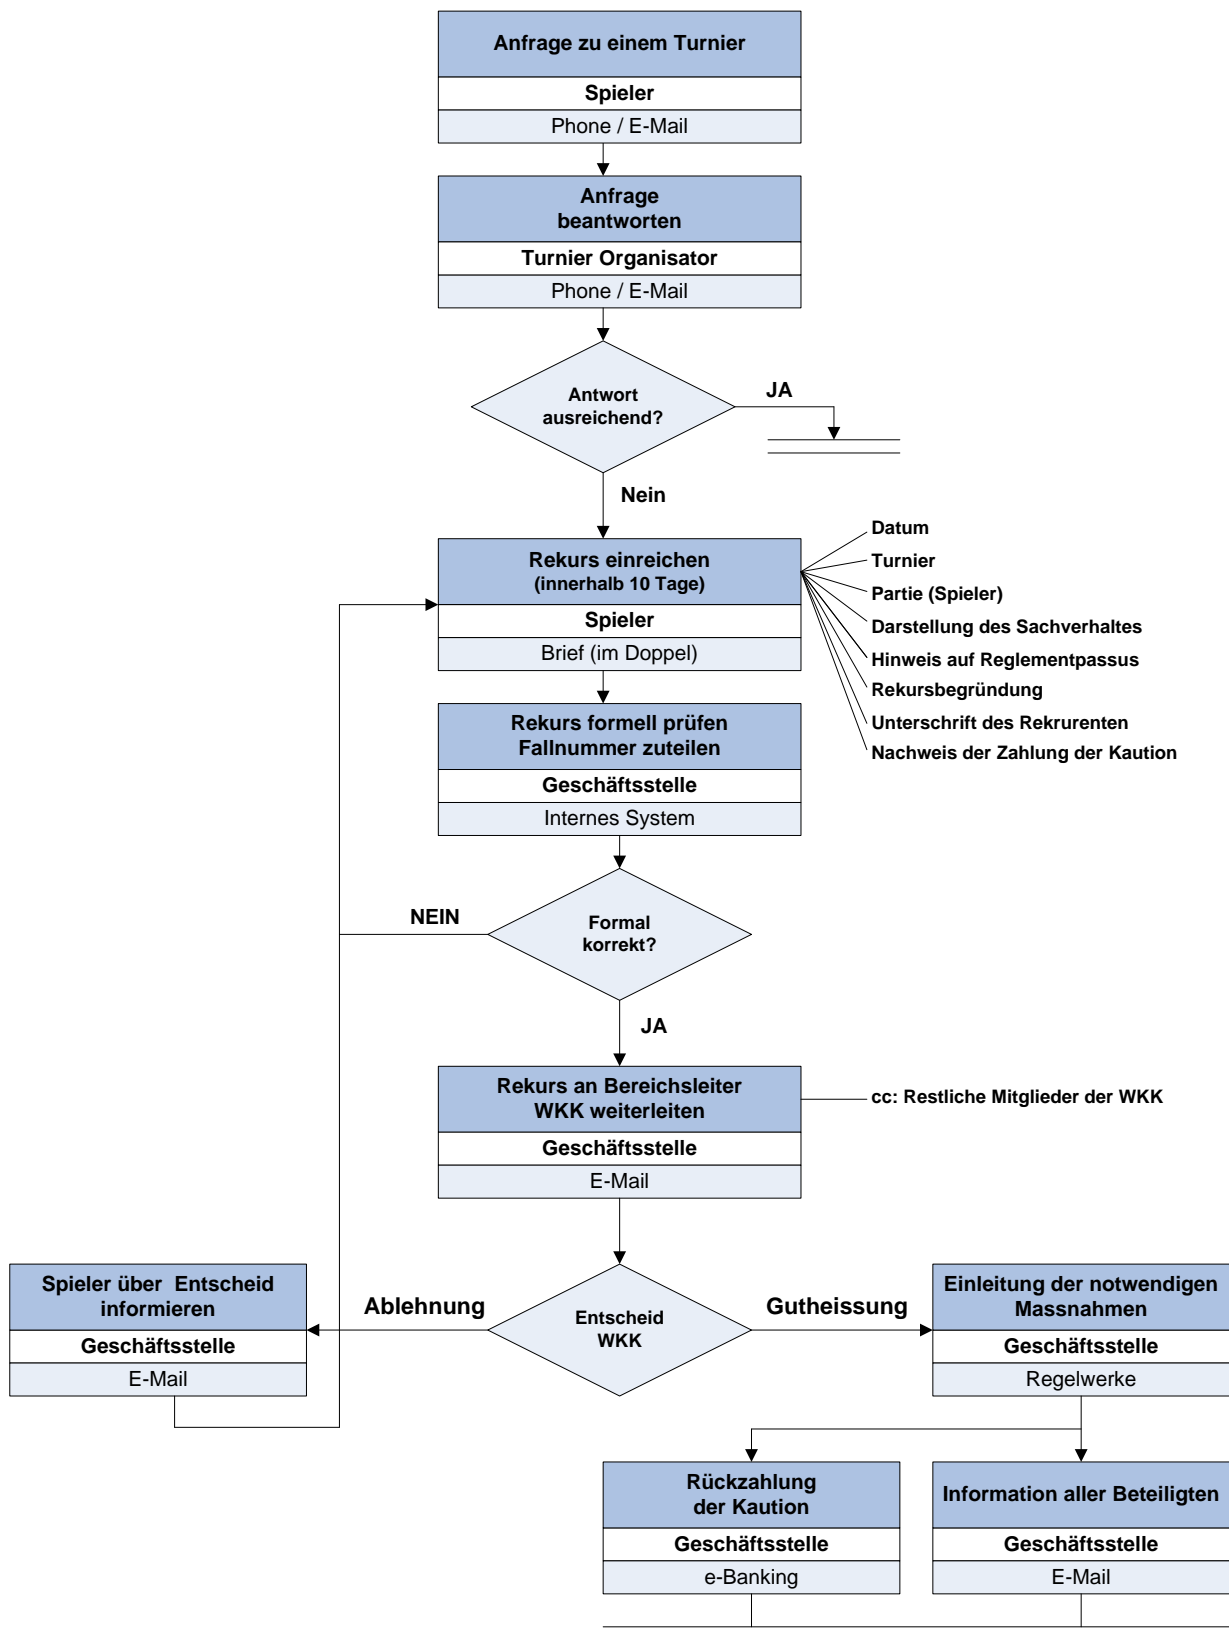 Anfrage zu einem Turnier
Spieler
Phone / E-Mail
Anfrage
beantworten
Turnier Organisator
Phone / E-Mail
Antwort
ausreichend?
JA
Nein
Rekurs einreichen
(innerhalb 10 Tage)
Spieler
Brief (im Doppel)
Datum
Turnier
Partie (Spieler)
Darstellung des Sachverhaltes
Hinweis auf Reglementpassus
Rekursbegründung
Unterschrift des Rekrurenten
Nachweis der Zahlung der Kaution
Rekurs formell prüfen
Fallnummer zuteilen
Geschäftsstelle
Internes System
NEIN
Formal
korrekt?
JA
Rekurs an Bereichsleiter
WKK weiterleiten
Geschäftsstelle
E-Mail
cc: Restliche Mitglieder der WKK
Spieler über Entscheid
informieren
Geschäftsstelle
E-Mail
Ablehnung
Entscheid
WKK
Gutheissung
Einleitung der notwendigen
Massnahmen
Geschäftsstelle
Regelwerke
Rückzahlung
der Kaution
Geschäftsstelle
e-Banking
Information aller Beteiligten
Geschäftsstelle
E-Mail